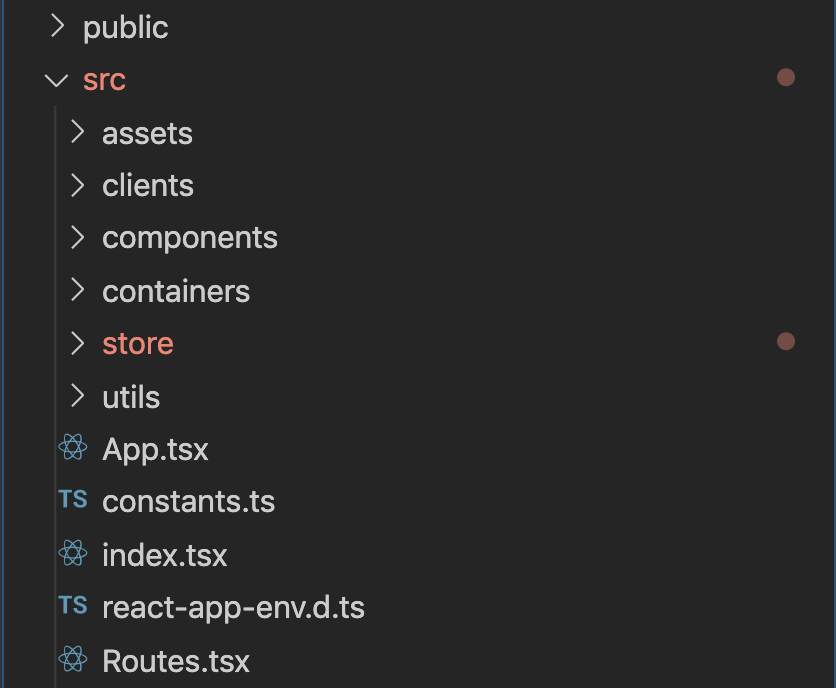 public
src
assets
clients
components
containers
store
utils
App.tsx
TS constants.ts
index.tsx
TS react-app-env.d.ts
Routes.tsx